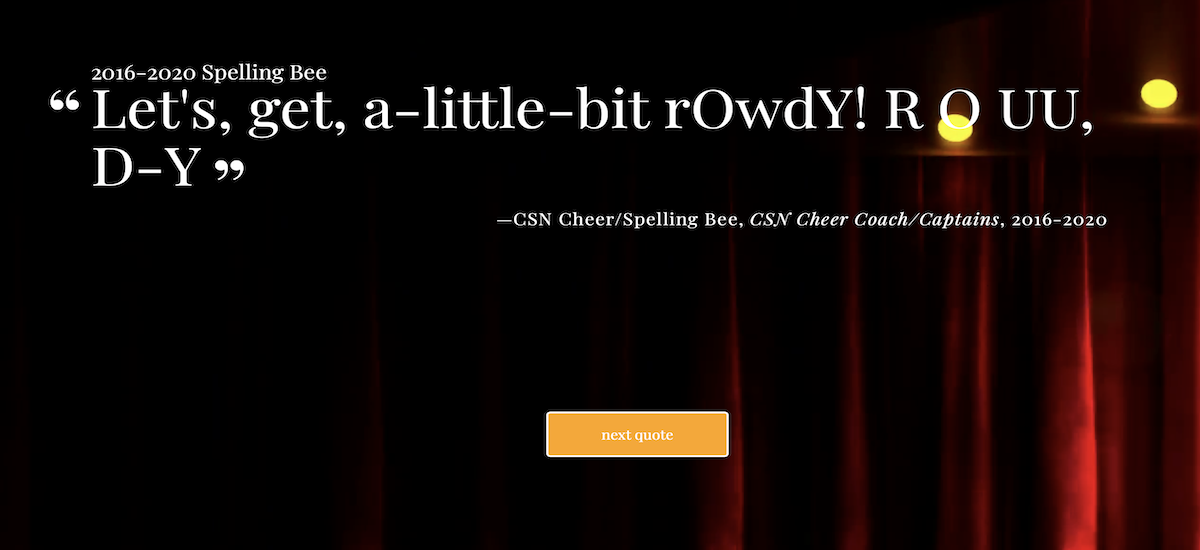 2016-2020 Spelling Bee
“ Let's, get, a-little-bit rOwdY! R O UU,
D-Y ”
—CSN Cheer/Spelling Bee, CSN Cheer Coach/Captains, 2016-2020
next quote